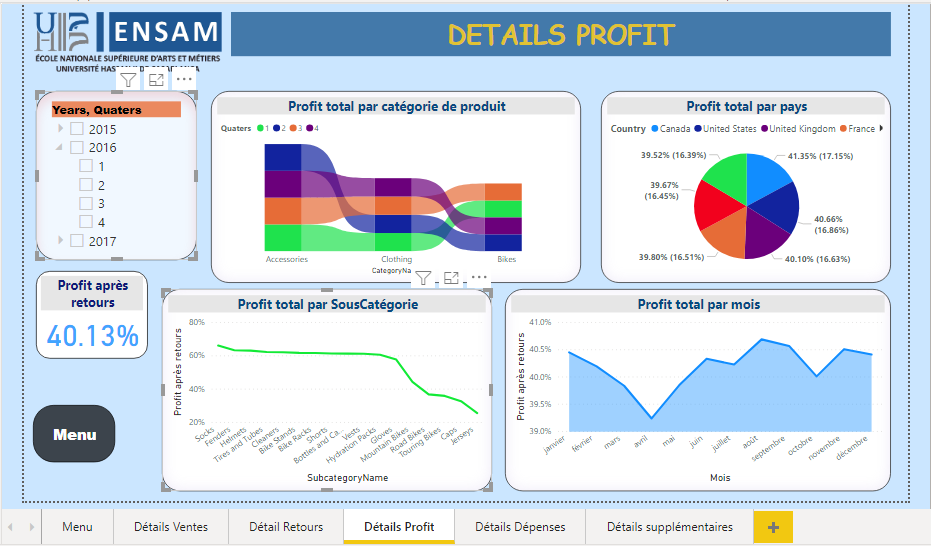 UH
ENSAM
ÉCOLE NATIONALE SUPÉRIEURE D'ARTS ET MÉTIERS
DETAILS PROFIT
Years, Quaters
2015
2016
1
2
3
4
2017
Profit total par catégorie de produit
Quaters 1 2 3 4
Accessories Clothing Bikes
CategoryNa
Profit total par pays
Country Canada United States United Kingdom France
39.52% (16.39%)
41.35% (17.15%)
39.67%
(16.45%)
40.66%
(16.86%)
39.80% (16.51%)
40.10% (16.63%)
Profit après
retours
40.13%
Menu
Profit total par SousCatégorie
Profit après retours
80%
60%
40%
20%
Socks
Fenders
Helmets
Tires and Tubes
Cleaners
Bike Stands
Bike Racks
Shorts
Bottles and Ca...
Vests
Hydration Packs
Gloves
Mountain Bikes
Road Bikes
Touring Bikes
Caps
Jerseys
SubcategoryName
Profit total par mois
Profit après retours
41.0%
40.5%
40.0%
39.5%
39.0%
janvier
février
mars
avril
mai
juin
juillet
août
septembre
octobre
novembre
décembre
Mois
Menu
Détails Ventes
Détail Retours
Détails Profit
Détails Dépenses
Détails supplémentaires
+